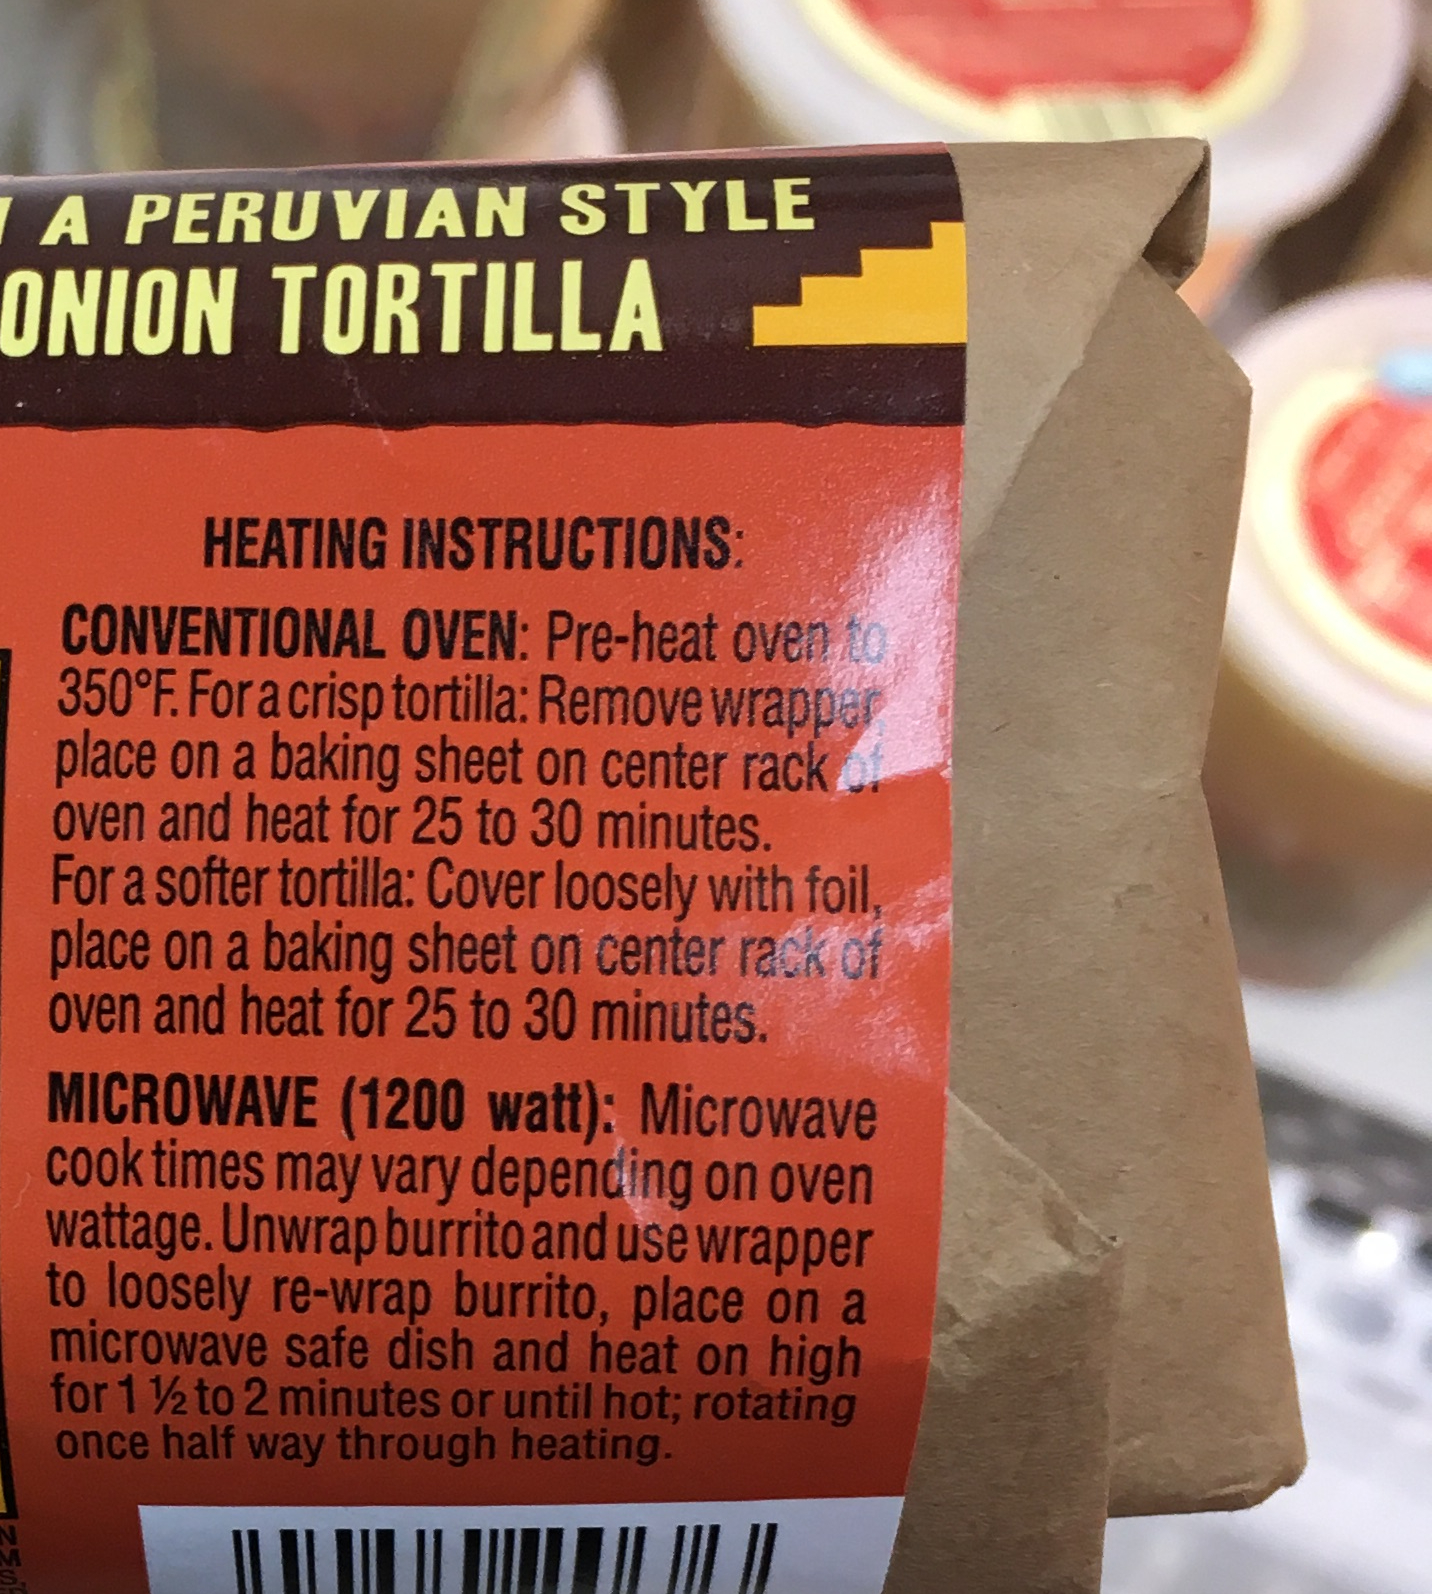 A PERUVIAN STYLE
ONION TORTILLA
HEATING INSTRUCTIONS:
CONVENTIONAL OVEN: Pre-heat oven to
350°F. For a crisp tortilla: Remove wrapper,
place on a baking sheet on center rack of
oven and heat for 25 to 30 minutes.
For a softer tortilla: Cover loosely with foil,
place on a baking sheet on center rack of
oven and heat for 25 to 30 minutes.
MICROWAVE (1200 watt): Microwave
cook times may vary depending on oven
wattage. Unwrap burrito and use wrapper
to loosely re-wrap burrito, place on a
microwave safe dish and heat on high
for 1 ½ to 2 minutes or until hot; rotating
once half way through heating.